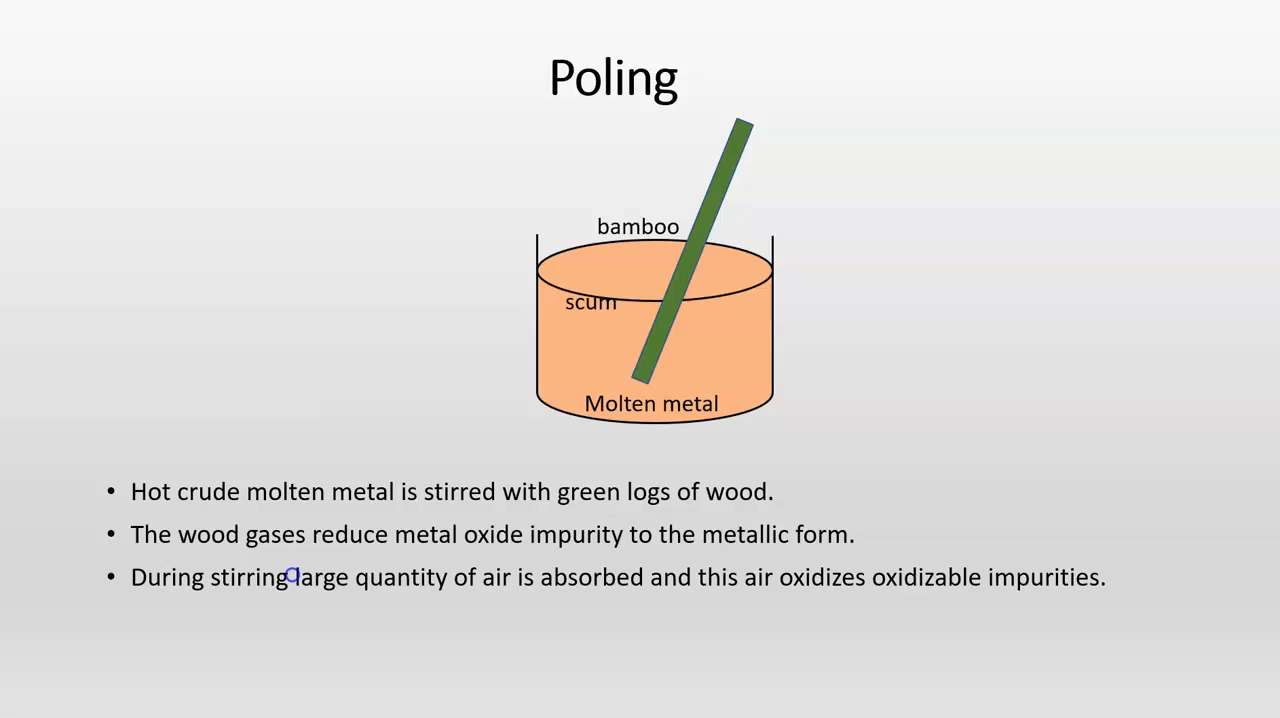 Poling
bamboo
scum
Molten metal
• Hot crude molten metal is stirred with green logs of wood.
• The wood gases reduce metal oxide impurity to the metallic form.
• During stirring large quantity of air is absorbed and this air oxidizes oxidizable impurities.